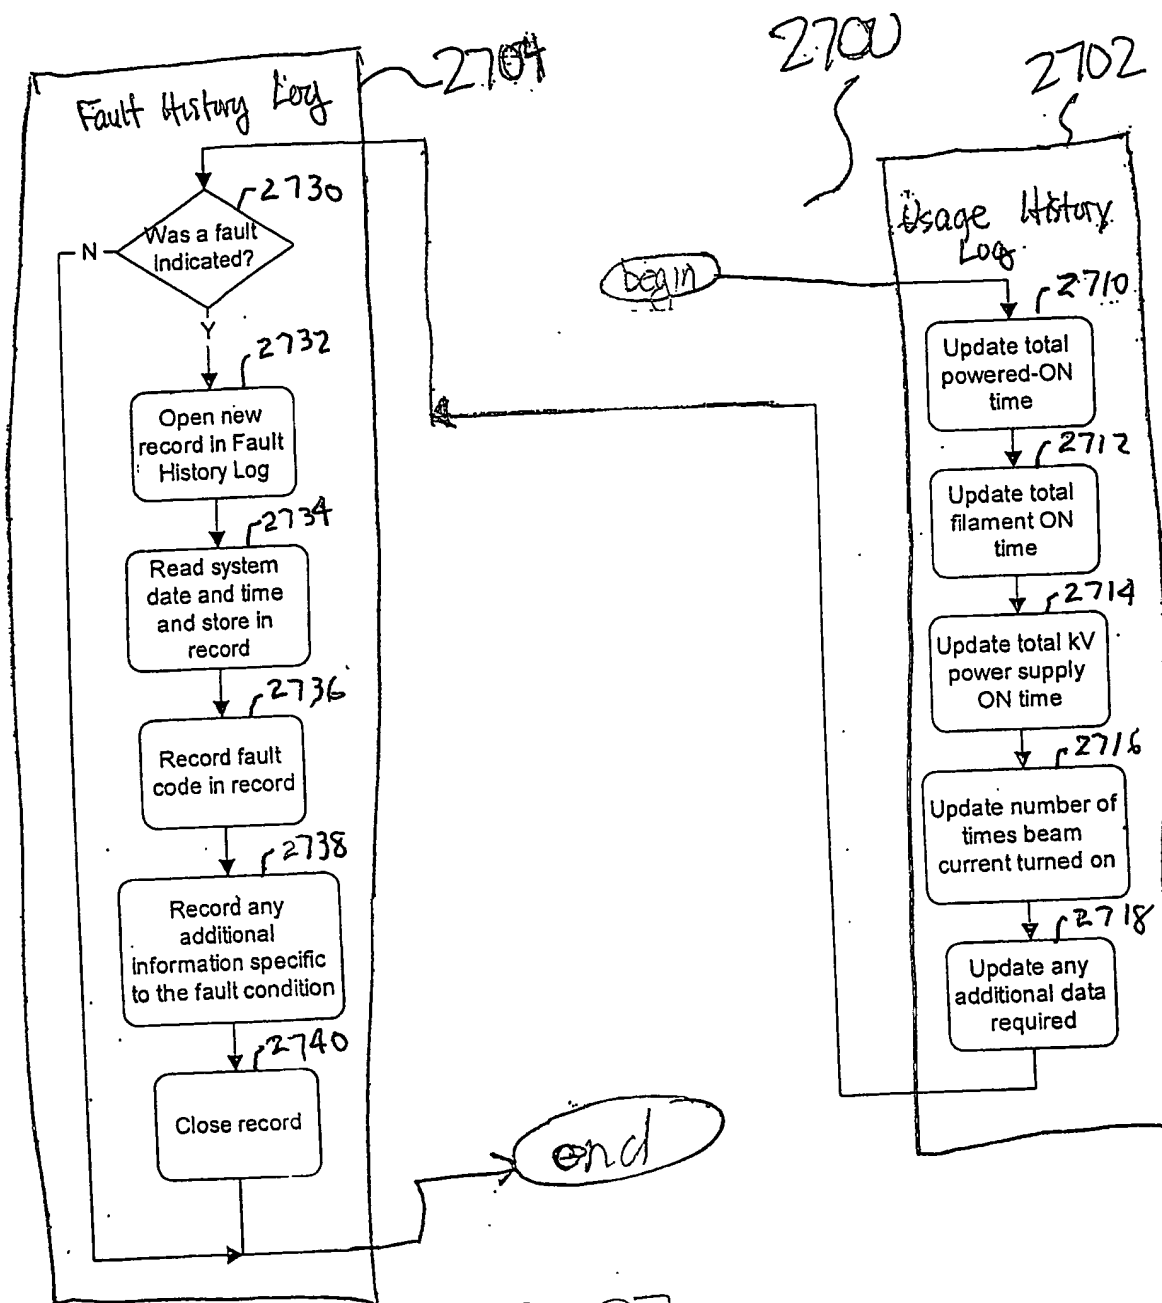 2704
2700
2702
Fault History Log
2730
Was a fault
Indicated?
N
Y
2732
Open new
record in Fault
History Log
2734
Read system
date and time
and store in
record
2736
Record fault
code in record
2738
Record any
additional
information specific
to the fault condition
2740
Close record
begin
end
Usage History
Log
2710
Update total
powered-ON
time
2712
Update total
filament ON
time
2714
Update total kV
power supply
ON time
2716
Update number of
times beam
current turned on
2718
Update any
additional data
required